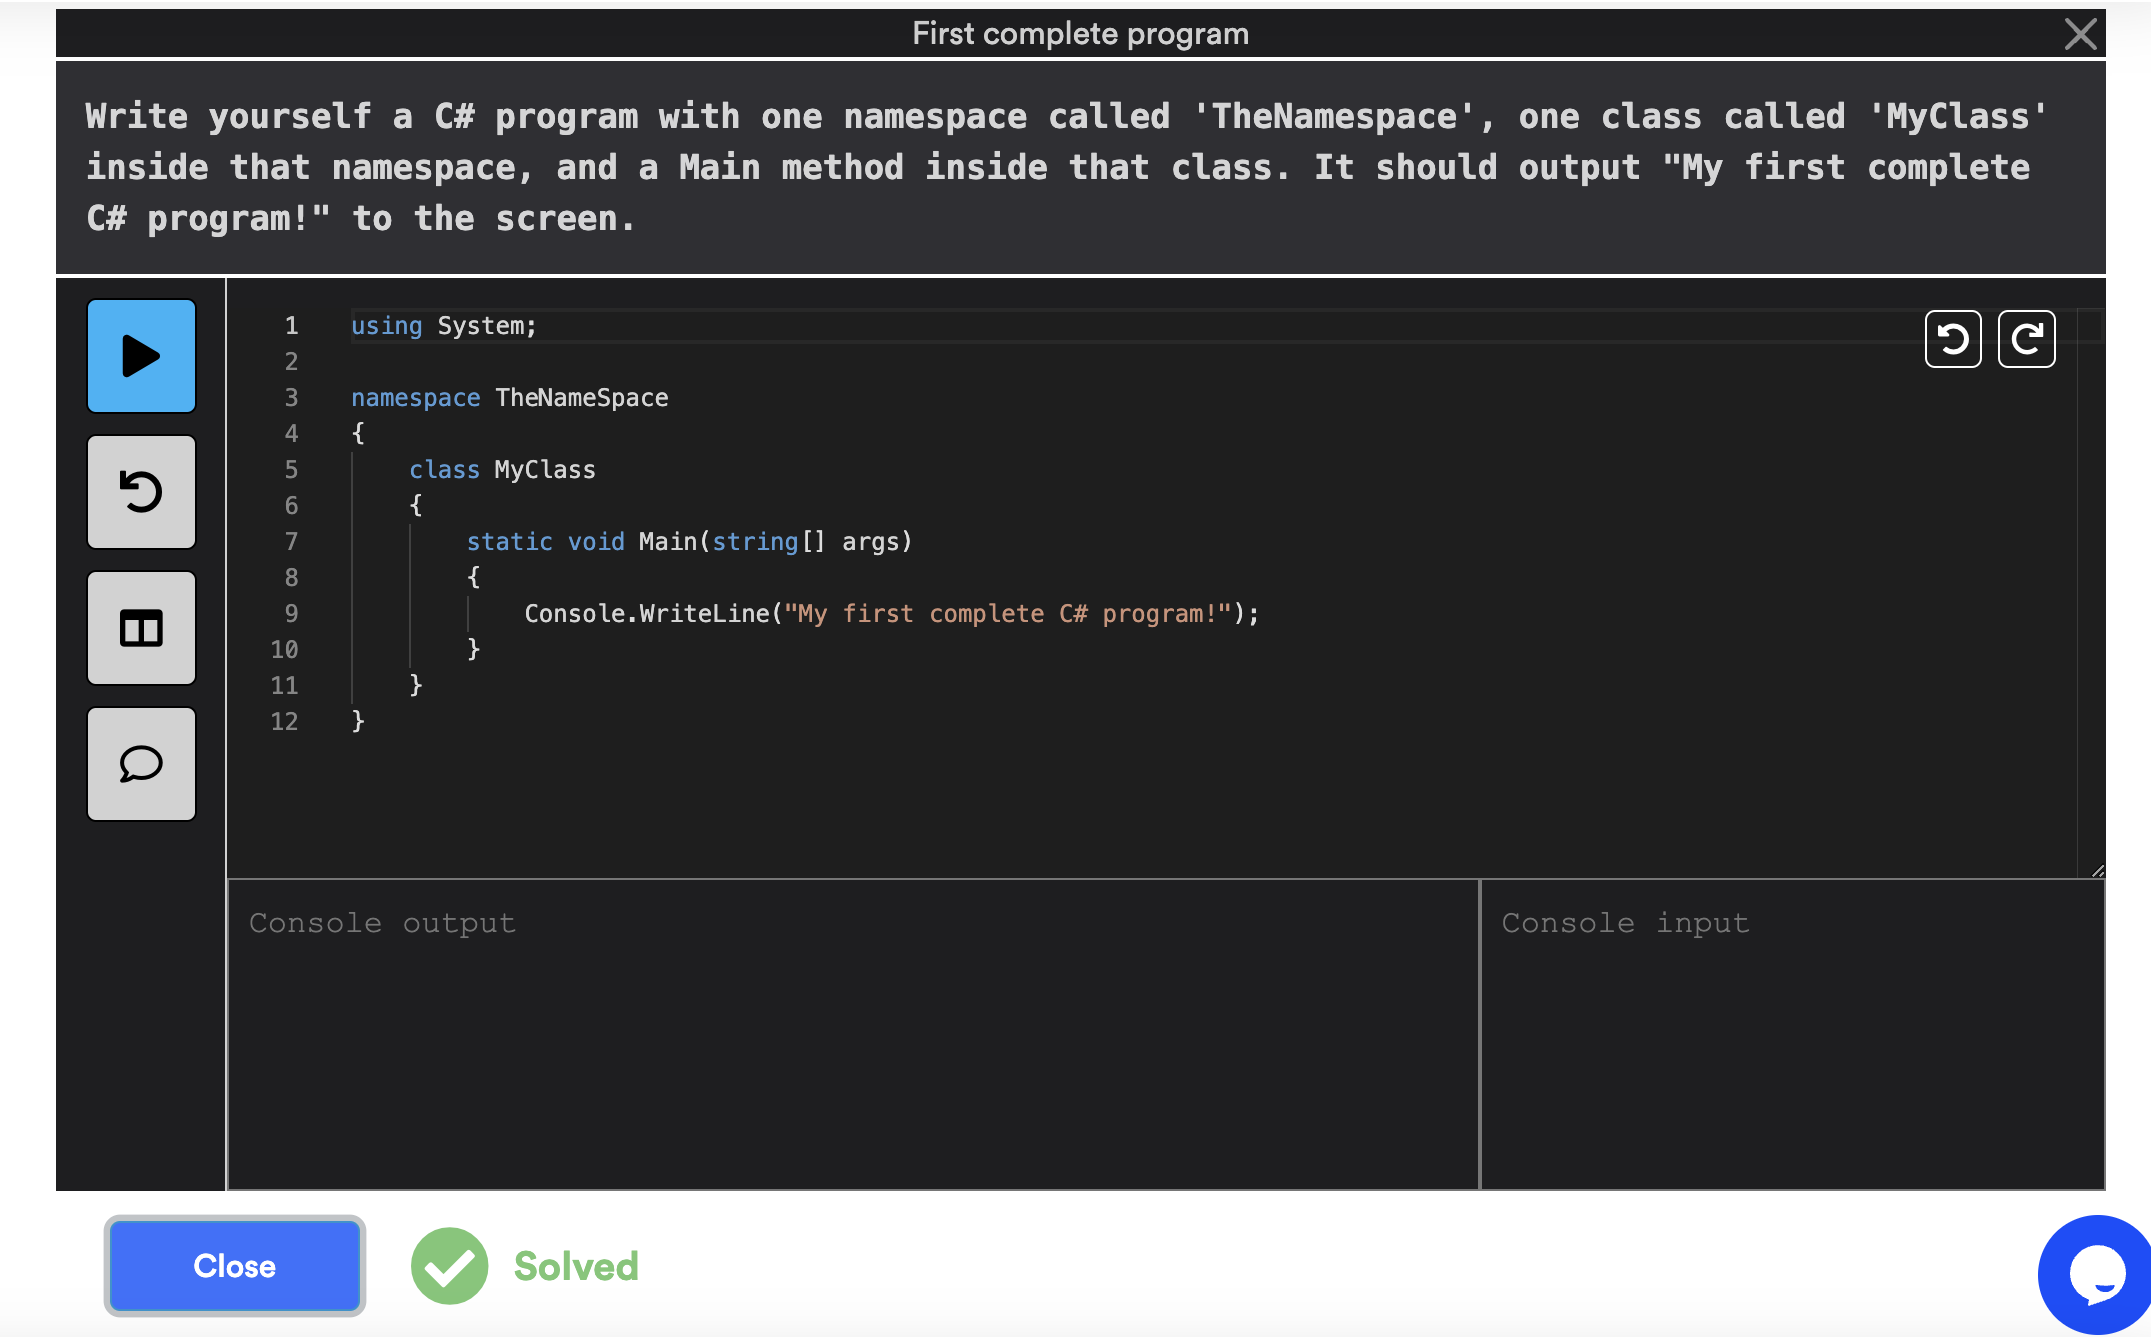 First complete program
Write yourself a C# program with one namespace called 'TheNamespace', one class called 'MyClass'
inside that namespace, and a Main method inside that class. It should output "My first complete
C# program!" to the screen.
1 using System;
2
3 namespace TheNameSpace
4 {
5 class MyClass
6 {
7 static void Main(string[] args)
8 {
9 Console.WriteLine("My first complete C# program!");
10 }
11 }
12 }
Console output
Console input
Close
Solved